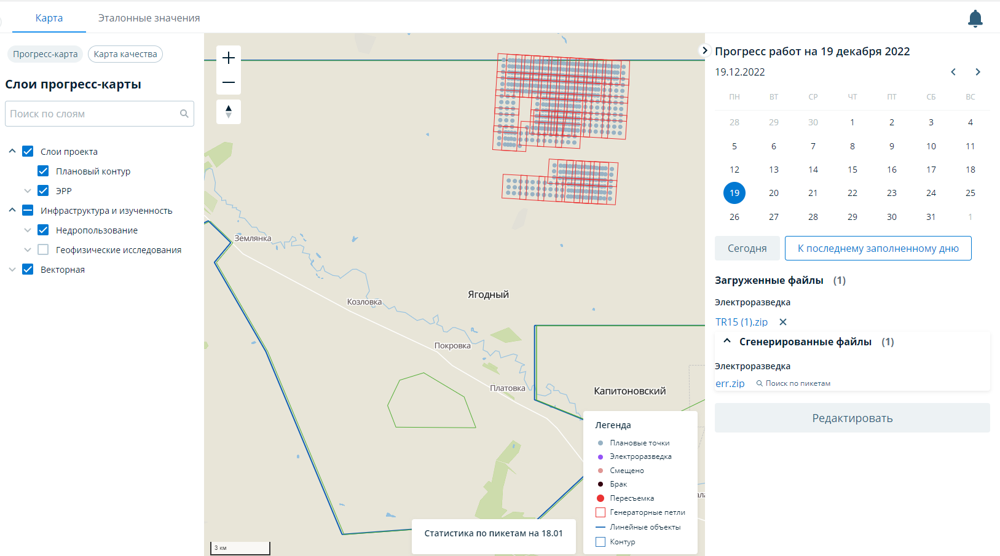 Карта
Эталонные значения
Прогресс-карта
Карта качества
Слои прогресс-карты
Поиск по слоям
Слои проекта
Плановый контур
ЭРР
Инфраструктура и изученность
Недропользование
Геофизические исследования
Векторная
Землянка
Козловка
Ягодный
Покровка
Платовка
Капитоновский
3 км
Статистика по пикетам на 18.01
Легенда
Плановые точки
Электроразведка
Смещено
Брак
Пересъемка
Генераторные петли
Линейные объекты
Контур
Прогресс работ на 19 декабря 2022
19.12.2022
ПН ВТ СР ЧТ ПТ СБ ВС
28 29 30 1 2 3 4
5 6 7 8 9 10 11
12 13 14 15 16 17 18
19 20 21 22 23 24 25
26 27 28 29 30 31 1
Сегодня
К последнему заполненному дню
Загруженные файлы (1)
Электроразведка
TR15 (1).zip
Сгенерированные файлы (1)
Электроразведка
err.zip Поиск по пикетам
Редактировать